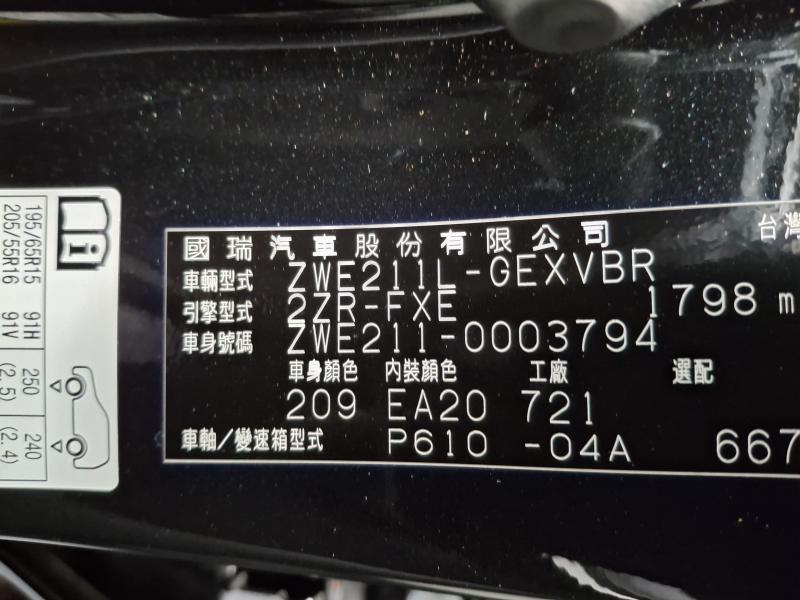 國瑞汽車股份有限公司 台灣
車輛型式 ZWE211L-GEXVBR
引擎型式 2ZR-FXE 1798 m
車身號碼 ZWE211-0003794
車身顏色 內裝顏色 工廠 選配
209 EA20 721
車軸/變速箱型式 P610 -04A 667
195/65R15 91H 250 240
205/55R16 91V (2.5) (2.4)